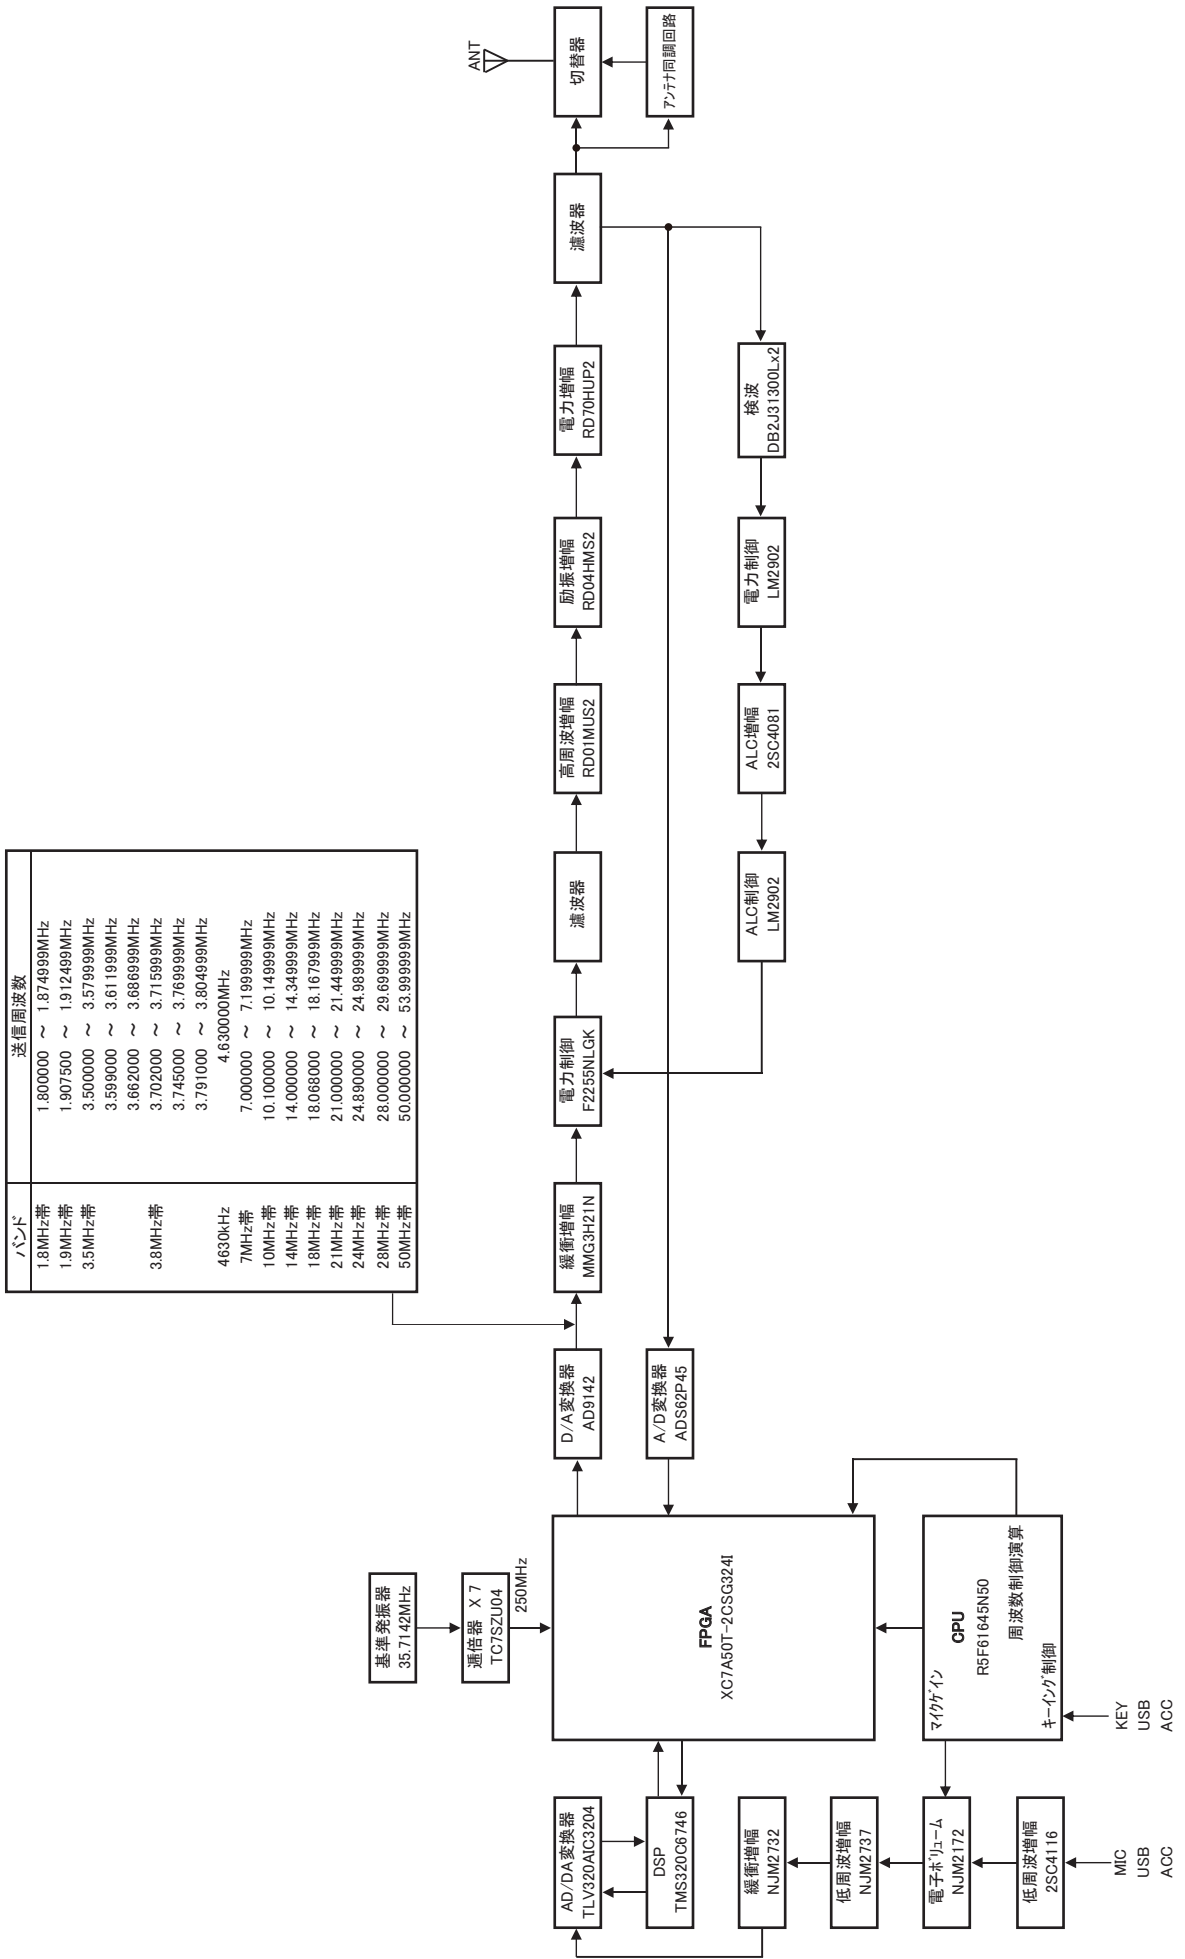 バンド 送信周波数
1.8MHz帯 1.800000 ～ 1.874999MHz
1.9MHz帯 1.907500 ～ 1.912499MHz
3.5MHz帯 3.500000 ～ 3.579999MHz
3.599000 ～ 3.611999MHz
3.662000 ～ 3.686999MHz
3.8MHz帯 3.702000 ～ 3.715999MHz
3.745000 ～ 3.769999MHz
3.791000 ～ 3.804999MHz
4630kHz 4.630000MHz
7MHz帯 7.000000 ～ 7.199999MHz
10MHz帯 10.100000 ～ 10.149999MHz
14MHz帯 14.000000 ～ 14.349999MHz
18MHz帯 18.068000 ～ 18.167999MHz
21MHz帯 21.000000 ～ 21.449999MHz
24MHz帯 24.890000 ～ 24.989999MHz
28MHz帯 28.000000 ～ 29.699999MHz
50MHz帯 50.000000 ～ 53.999999MHz
基準発振器
35.7142MHz
逓倍器 X 7
TC7SZU04
250MHz
AD/DA変換器
TLV320AIC3204
D/A変換器
AD9142
緩衝増幅
MMG3H21N
電力制御
F2255NLGK
濾波器
高周波増幅
RD01MUS2
励振増幅
RD04HMS2
電力増幅
RD70HUP2
濾波器
切替器
ANT
アンテナ同調回路
DSP
TMS320C6746
FPGA
XC7A50T-2CSG324I
A/D変換器
ADS62P45
緩衝増幅
NJM2732
ALC制御
LM2902
ALC増幅
2SC4081
電力制御
LM2902
検波
DB2J31300Lx2
低周波増幅
NJM2737
電子ボリューム
NJM2172
マイクゲイン
CPU
R5F61645N50
周波数制御演算
キーイング制御
低周波増幅
2SC4116
MIC
USB
ACC
KEY
USB
ACC